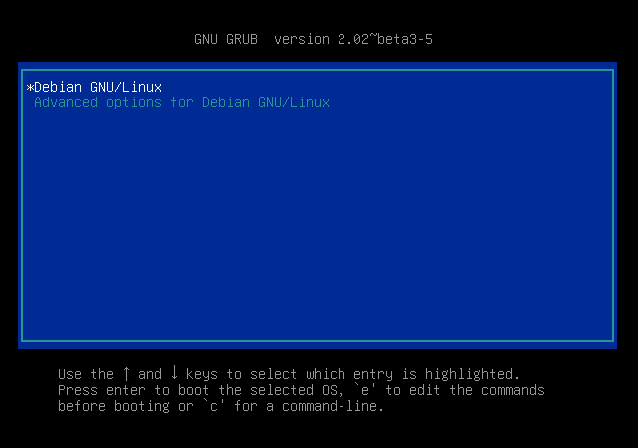 GNU GRUB  version 2.02~beta3-5
*Debian GNU/Linux
Advanced options for Debian GNU/Linux
Use the ↑ and ↓ keys to select which entry is highlighted.
Press enter to boot the selected OS, `e' to edit the commands
before booting or `c' for a command-line.